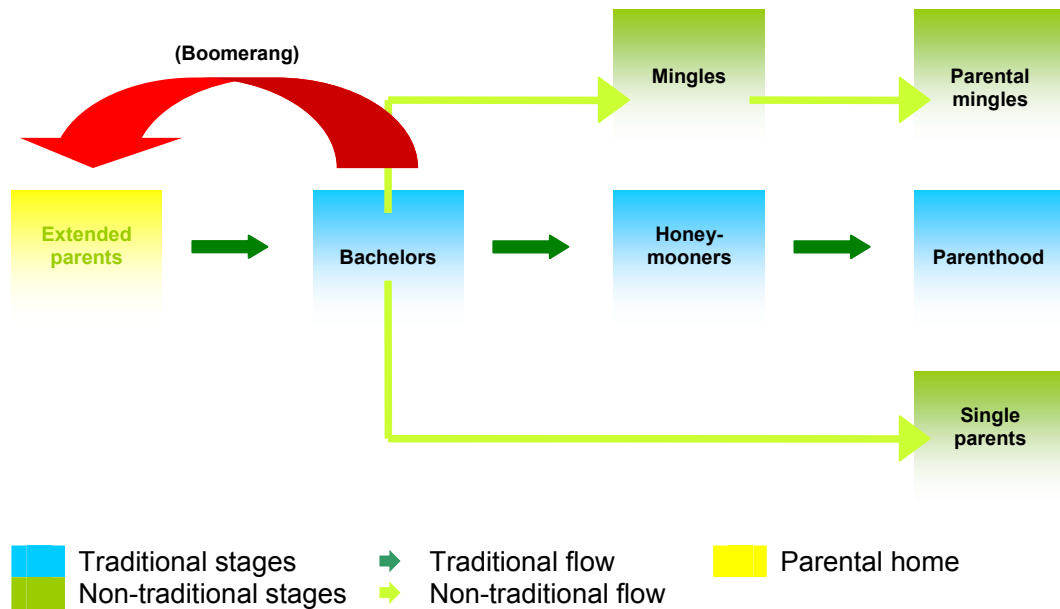 (Boomerang)
Mingles
Parental
mingles
Extended
parents
Bachelors
Honey-
mooners
Parenthood
Single
parents
Traditional stages
Non-traditional stages
Traditional flow
Non-traditional flow
Parental home